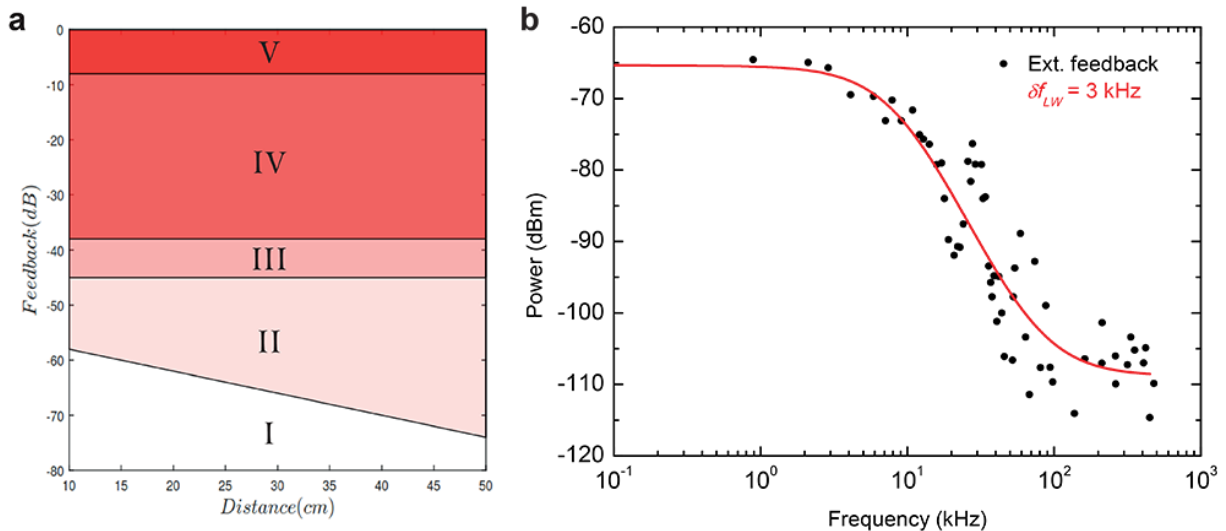 a
0
-10
-20
-30
-40
-50
-60
-70
-80
Feedback(dB)
V
IV
III
II
I
10 15 20 25 30 35 40 45 50
Distance(cm)
b
-60
-70
-80
-90
-100
-110
-120
Power (dBm)
Ext. feedback
δf_LW = 3 kHz
10^-1 10^0 10^1 10^2 10^3
Frequency (kHz)